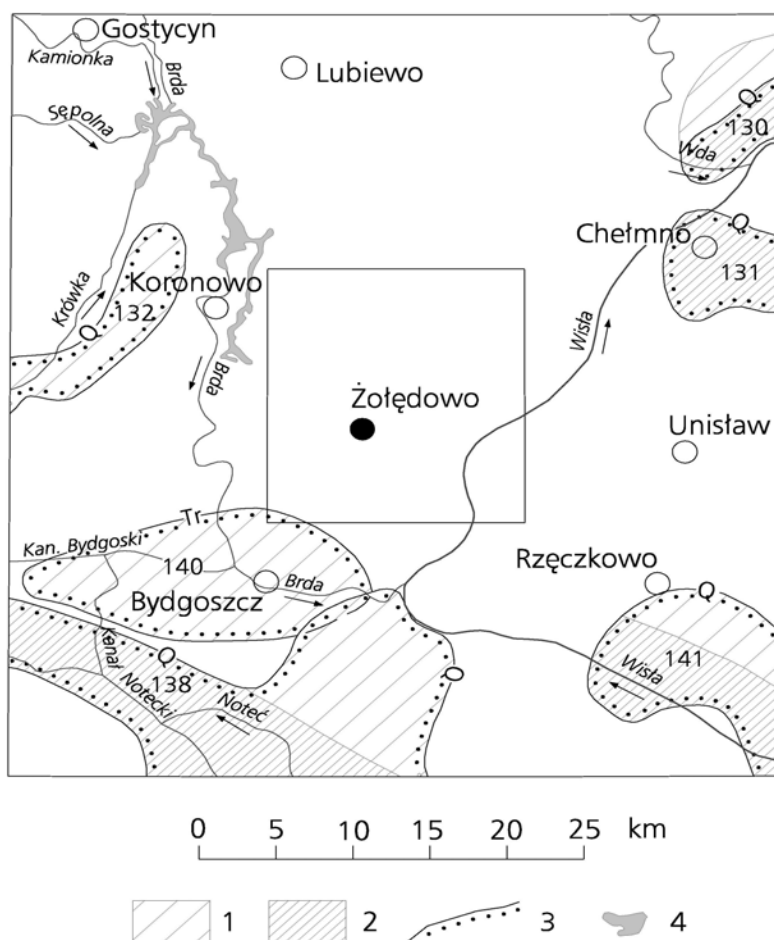 Gostycyn
Kamionka
Brda
Lubiewo
Sępolna
Q
130
Wda
Q
Chełmno
131
Koronowo
Krówka
Q
132
Wisła
Brda
Żołędowo
Unisław
Tr
Kan. Bydgoski
140
Brda
Bydgoszcz
Rzęczkowo
Q
Q
138
Kanał Notecki
Noteć
Q
Wisła
141
0 5 10 15 20 25 km
1 2 3 4